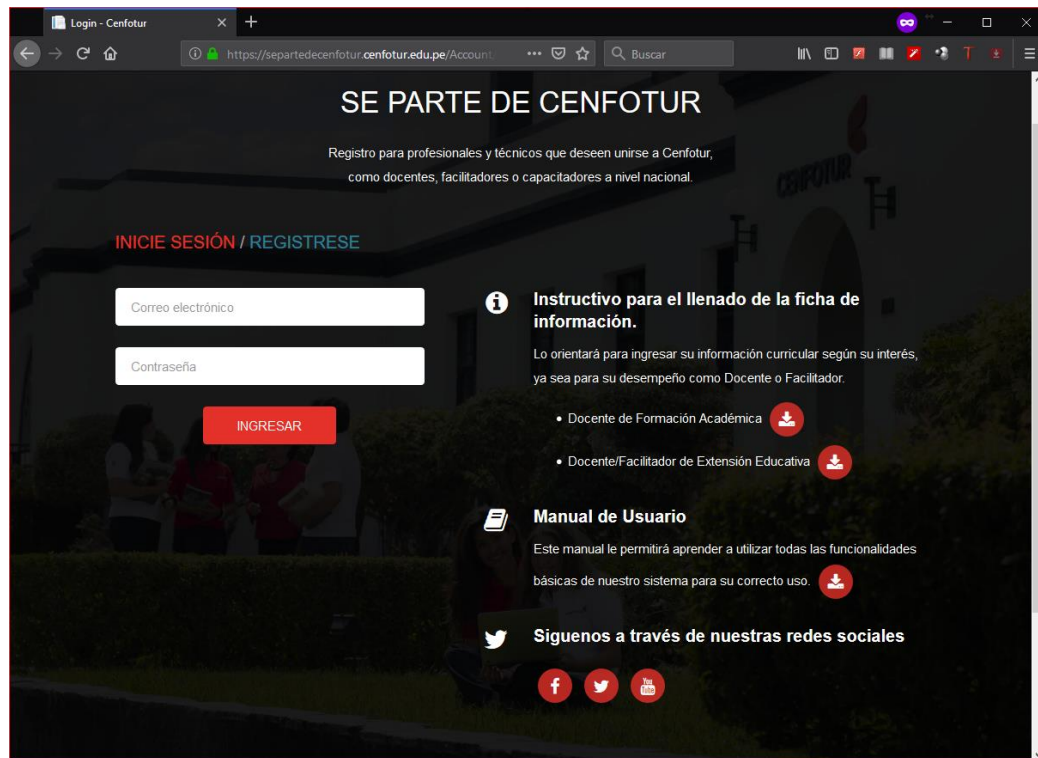 Login - Cenfotur
https://separtedecenfotur.cenfotur.edu.pe/Account
Buscar
SE PARTE DE CENFOTUR
Registro para profesionales y técnicos que deseen unirse a Cenfotur,
como docentes, facilitadores o capacitadores a nivel nacional.
CENFOTUR
INICIE SESIÓN / REGISTRESE
Correo electrónico
Contraseña
INGRESAR
Instructivo para el llenado de la ficha de
información.
Lo orientará para ingresar su información curricular según su interés,
ya sea para su desempeño como Docente o Facilitador.
• Docente de Formación Académica
• Docente/Facilitador de Extensión Educativa
Manual de Usuario
Este manual le permitirá aprender a utilizar todas las funcionalidades
básicas de nuestro sistema para su correcto uso.
Siguenos a través de nuestras redes sociales
You
Tube